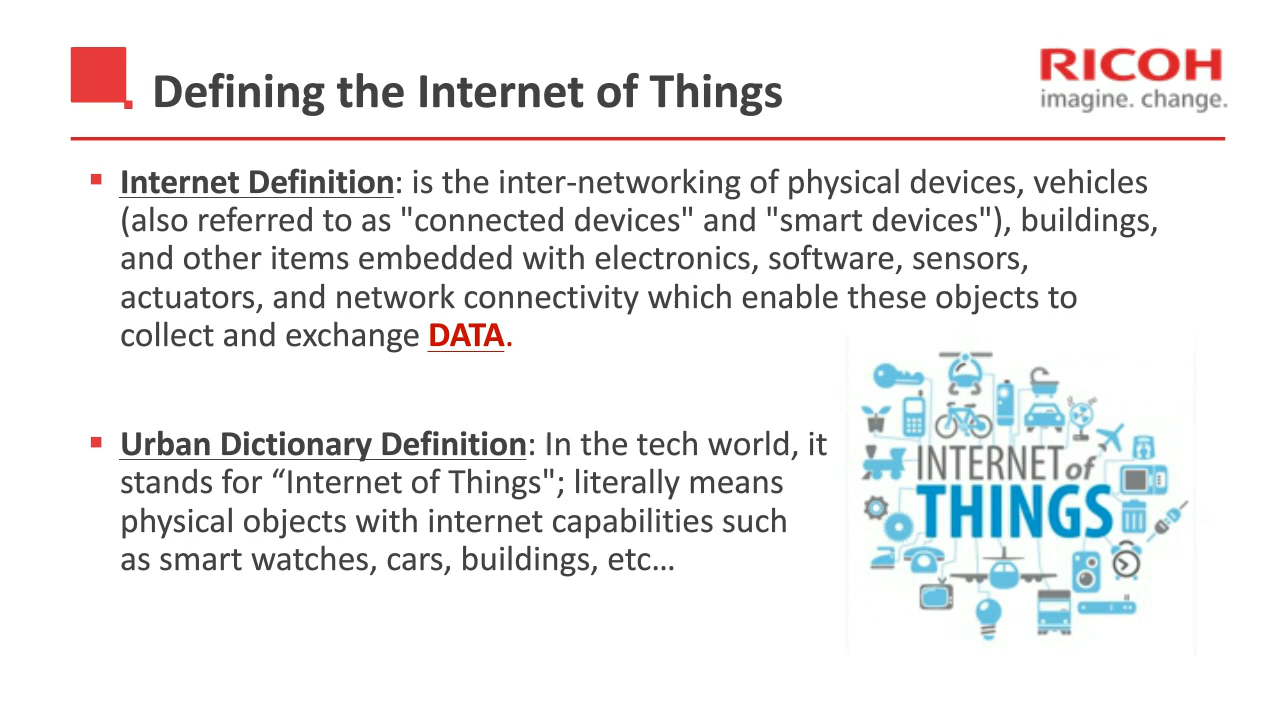 Defining the Internet of Things
RICOH
imagine. change.
▪ Internet Definition: is the inter-networking of physical devices, vehicles
(also referred to as "connected devices" and "smart devices"), buildings,
and other items embedded with electronics, software, sensors,
actuators, and network connectivity which enable these objects to
collect and exchange DATA.
▪ Urban Dictionary Definition: In the tech world, it
stands for “Internet of Things"; literally means
physical objects with internet capabilities such
as smart watches, cars, buildings, etc…
INTERNET of
THINGS